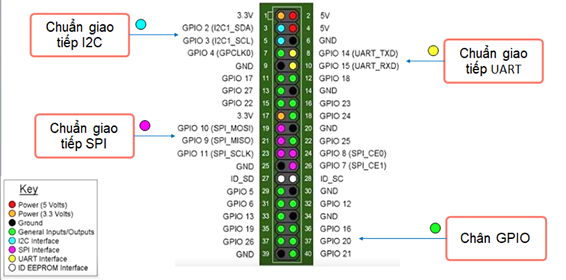 Chuẩn giao
tiếp I2C
Chuẩn giao
tiếp SPI
Chuẩn giao
tiếp UART
Chân GPIO
3.3V 1 2 5V
GPIO 2 (I2C1_SDA) 3 4 5V
GPIO 3 (I2C1_SCL) 5 6 GND
GPIO 4 (GPCLK0) 7 8 GPIO 14 (UART_TXD)
GND 9 10 GPIO 15 (UART_RXD)
GPIO 17 11 12 GPIO 18
GPIO 27 13 14 GND
GPIO 22 15 16 GPIO 23
3.3V 17 18 GPIO 24
GPIO 10 (SPI_MOSI) 19 20 GND
GPIO 9 (SPI_MISO) 21 22 GPIO 25
GPIO 11 (SPI_SCLK) 23 24 GPIO 8 (SPI_CE0)
GND 25 26 GPIO 7 (SPI_CE1)
ID_SD 27 28 ID_SC
GPIO 5 29 30 GND
GPIO 6 31 32 GPIO 12
GPIO 13 33 34 GND
GPIO 19 35 36 GPIO 16
GPIO 26 37 38 GPIO 20
GND 39 40 GPIO 21
Key
Power (5 Volts)
Power (3.3 Volts)
Ground
General Inputs/Outputs
I2C Interface
SPI Interface
UART Interface
ID EEPROM Interface